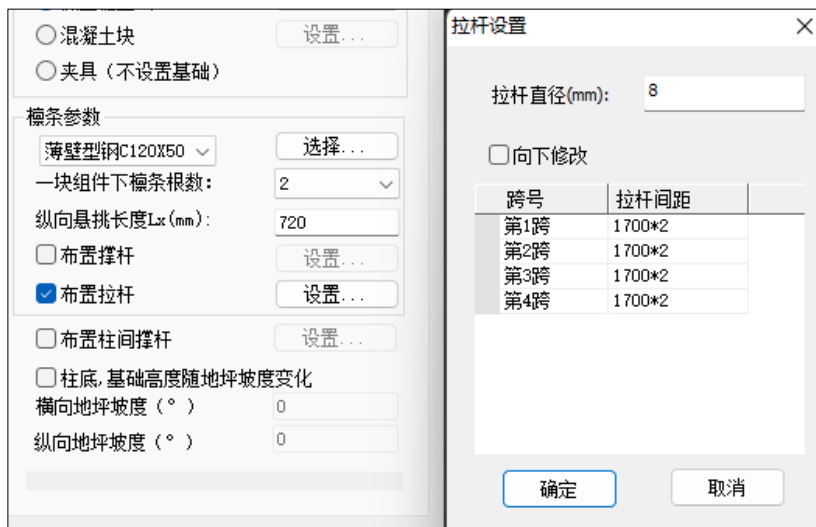 混凝土块
设置...
夹具（不设置基础）
檩条参数
薄壁型钢C120X50
选择...
一块组件下檩条根数:
2
纵向悬挑长度Lx(mm):
720
布置撑杆
设置...
布置拉杆
设置...
布置柱间撑杆
设置...
柱底,基础高度随地坪坡度变化
横向地坪坡度（°）
0
纵向地坪坡度（°）
0
拉杆设置
拉杆直径(mm):
8
向下修改
跨号 拉杆间距
第1跨 1700*2
第2跨 1700*2
第3跨 1700*2
第4跨 1700*2
确定
取消